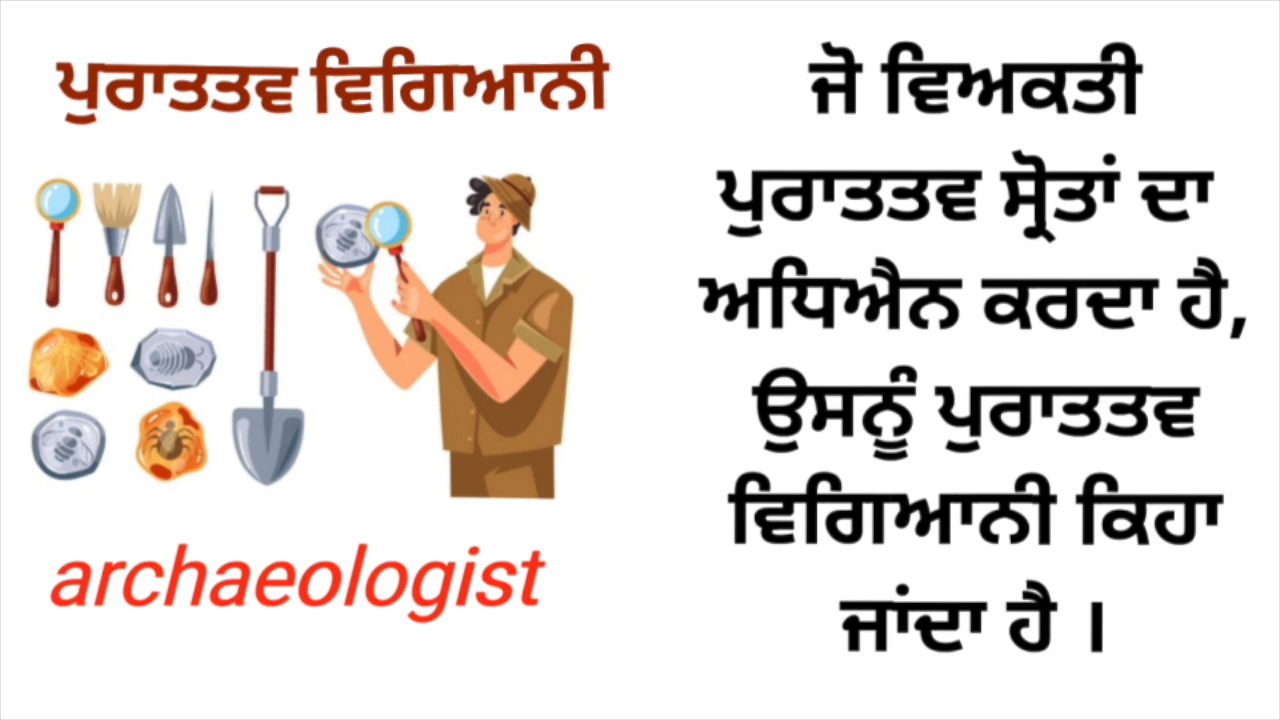 ਪੁਰਾਤਤਵ ਵਿਗਿਆਨੀ
archaeologist
ਜੋ ਵਿਅਕਤੀ
ਪੁਰਾਤਤਵ ਸ੍ਰੋਤਾਂ ਦਾ
ਅਧਿਐਨ ਕਰਦਾ ਹੈ,
ਉਸਨੂੰ ਪੁਰਾਤਤਵ
ਵਿਗਿਆਨੀ ਕਿਹਾ
ਜਾਂਦਾ ਹੈ ।